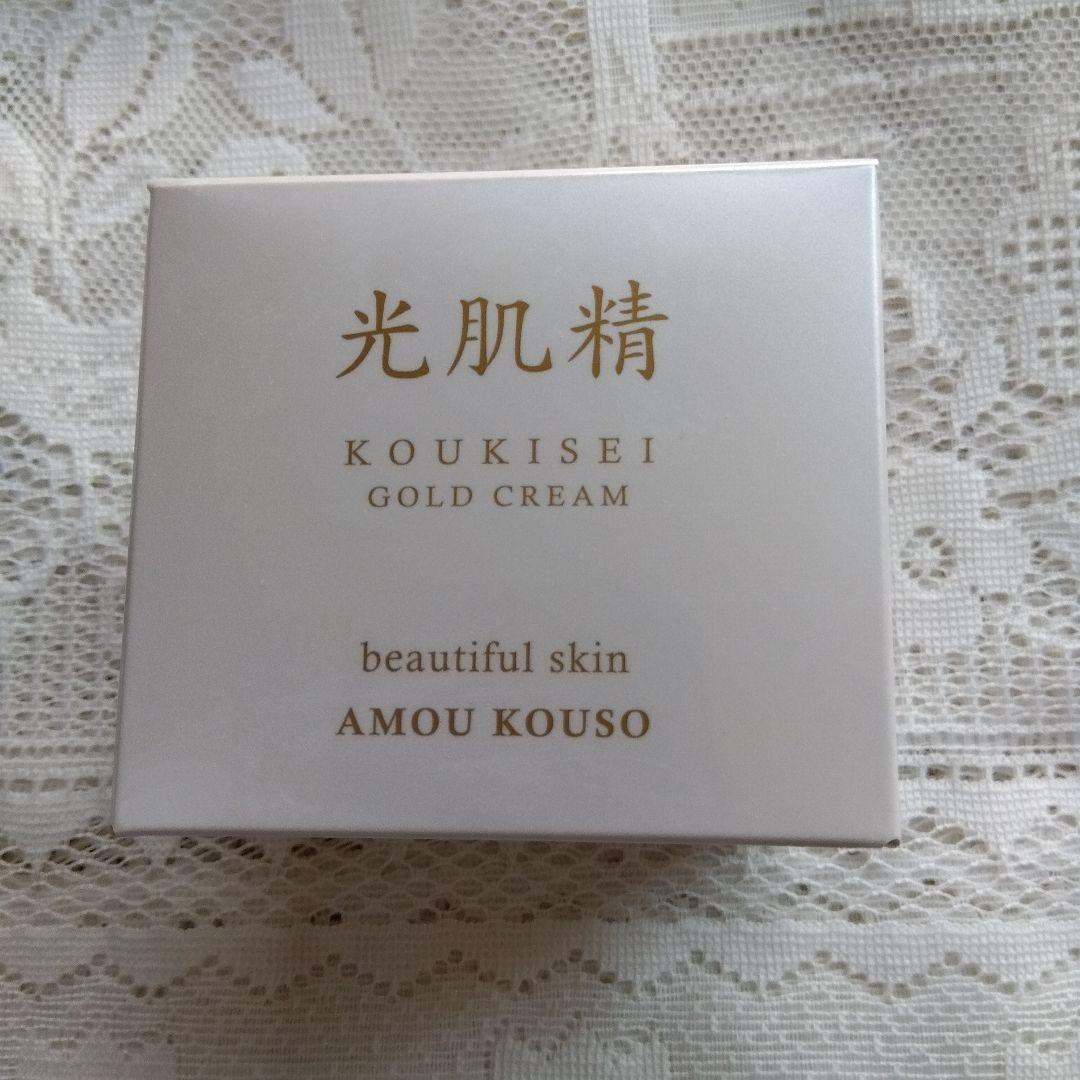 光肌精
KOUKISEI
GOLD CREAM
beautiful skin
AMOU KOUSO